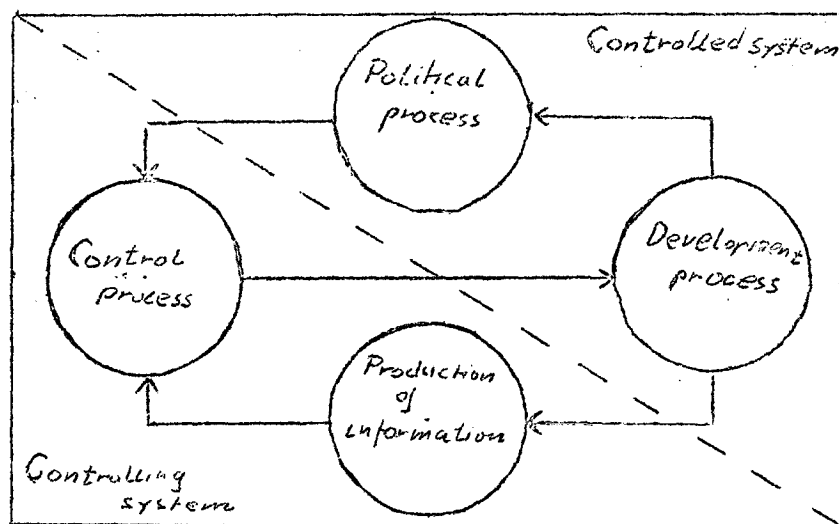 Controlled system
Political
process
Control
process
Development
process
Production
of
information
Controlling
system